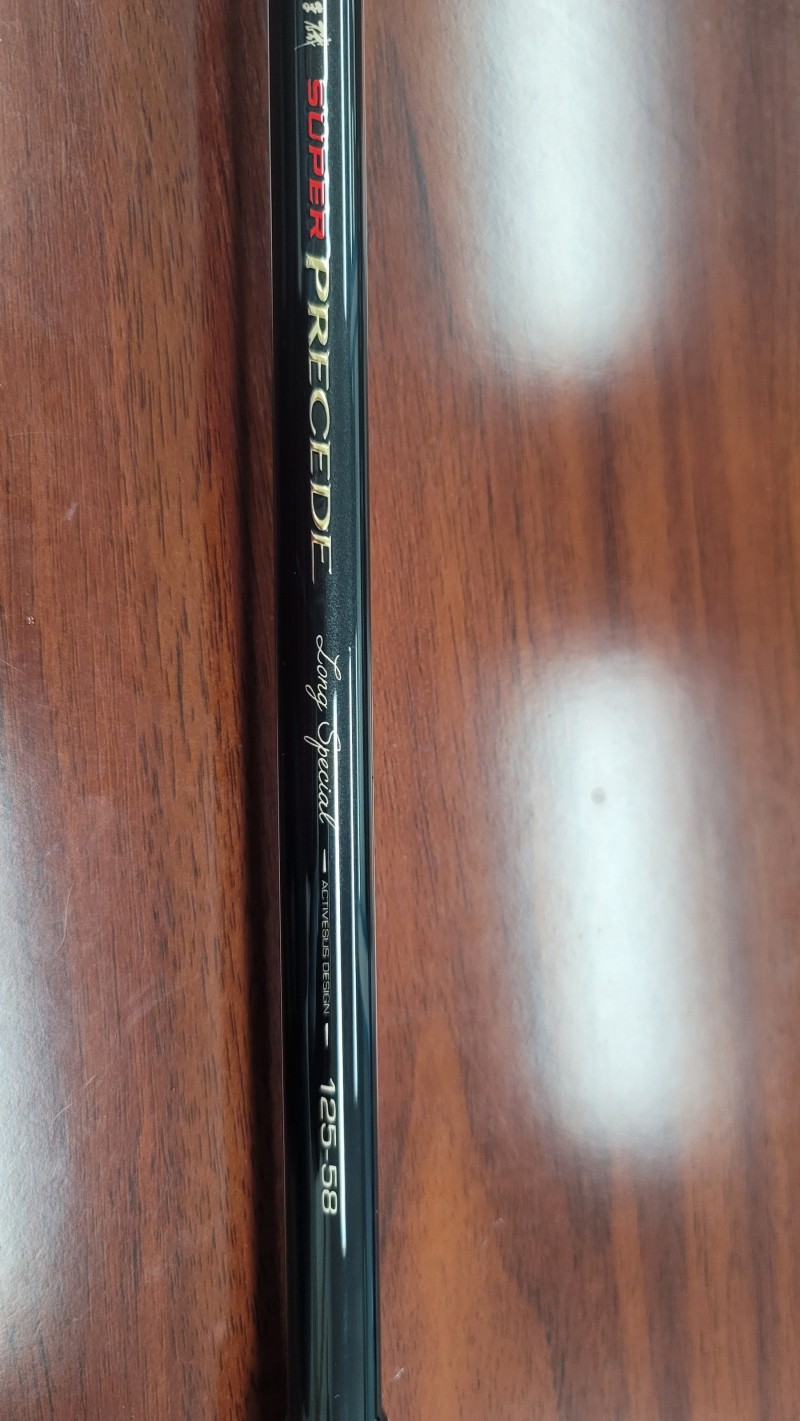 SUPER PRECEDE Long Special - ACTIVESUS DESIGN - 125-58